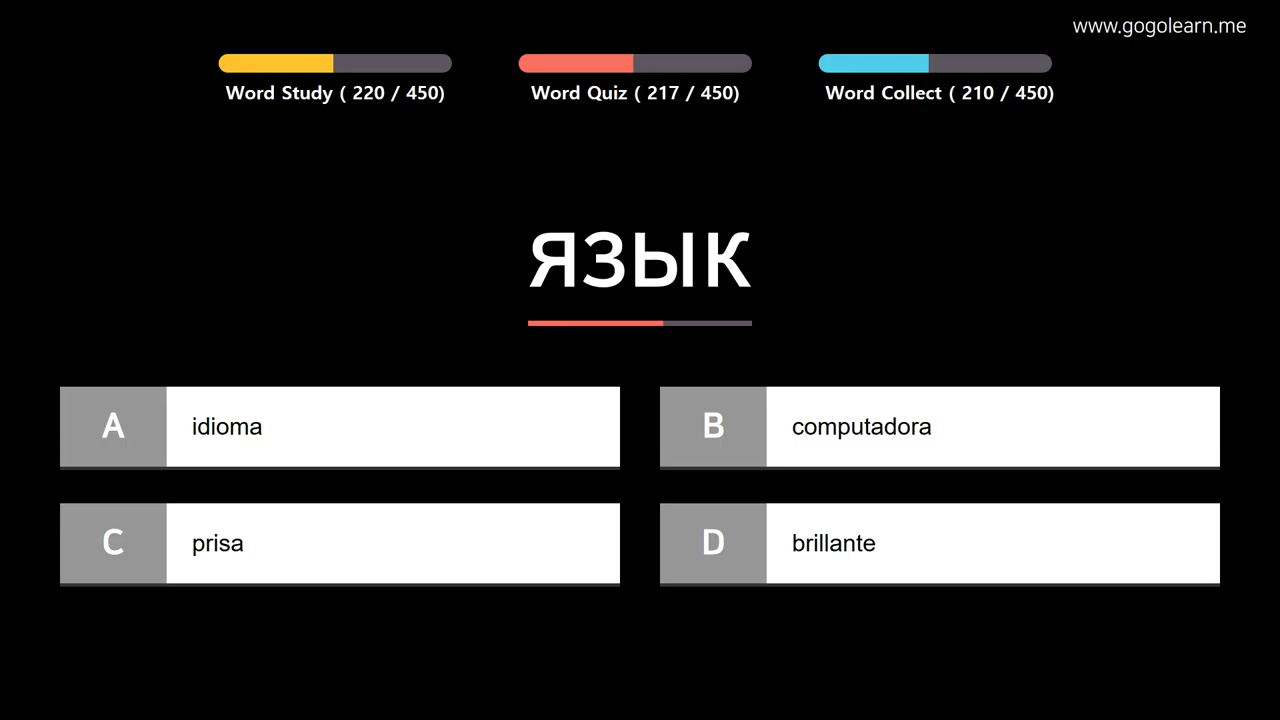 www.gogolearn.me
Word Study ( 220 / 450)
Word Quiz ( 217 / 450)
Word Collect ( 210 / 450)
язык
A idioma
B computadora
C prisa
D brillante